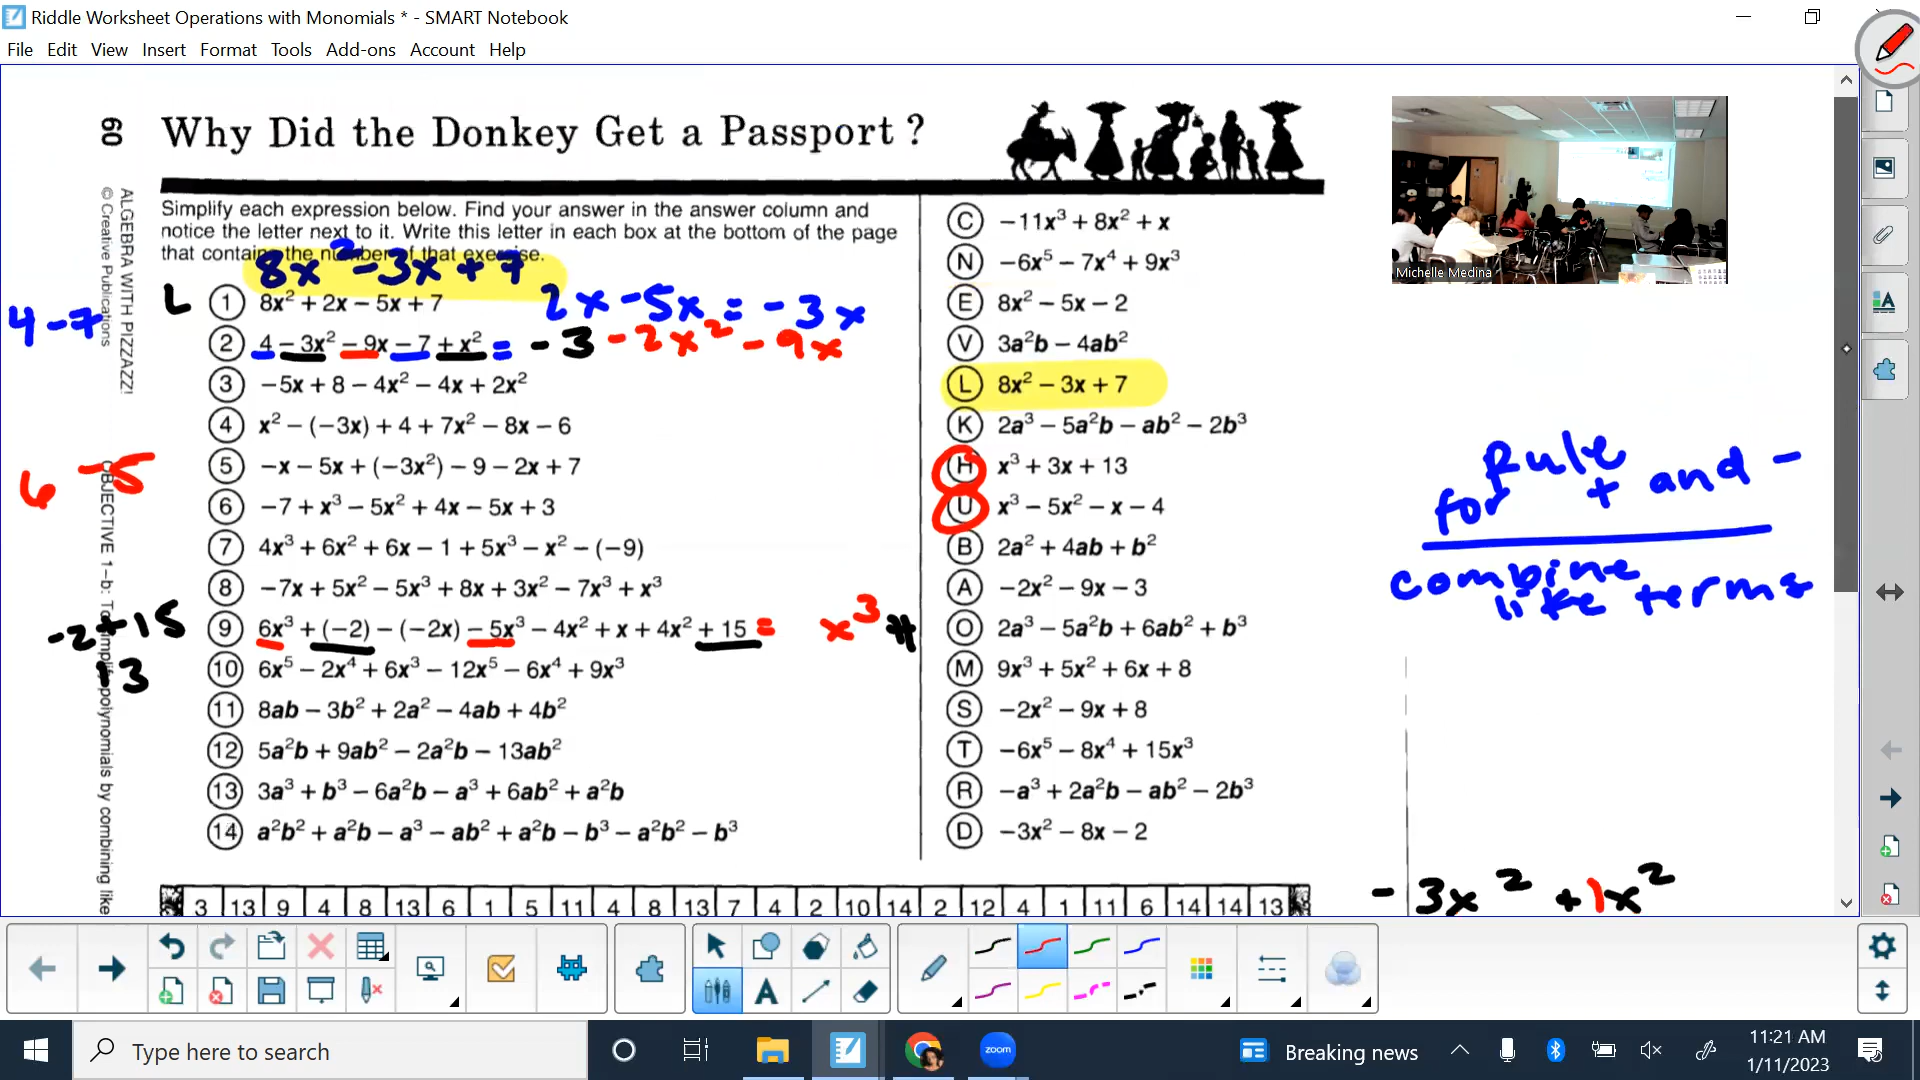 Riddle Worksheet Operations with Monomials * - SMART Notebook
File Edit View Insert Format Tools Add-ons Account Help
60
Why Did the Donkey Get a Passport?
ALGEBRA WITH PIZZAZZ!
© Creative Publications
OBJECTIVE 1–b: To simplify polynomials by combining like
Simplify each expression below. Find your answer in the answer column and
notice the letter next to it. Write this letter in each box at the bottom of the page
that contains the number of that exercise.
8x² - 3x + 7
L ① 8x² + 2x − 5x + 7
2x - 5x = - 3x
4 - 7
② 4 − 3x² − 9x − 7 + x² = - 3 - 2x² - 9x
③ −5x + 8 − 4x² − 4x + 2x²
④ x² − (−3x) + 4 + 7x² − 8x − 6
⑤ −x − 5x + (−3x²) − 9 − 2x + 7
6 -5
⑥ −7 + x³ − 5x² + 4x − 5x + 3
⑦ 4x³ + 6x² + 6x − 1 + 5x³ − x² − (−9)
⑧ −7x + 5x² − 5x³ + 8x + 3x² − 7x³ + x³
-2 + 15
13
⑨ 6x³ + (−2) − (−2x) − 5x³ − 4x² + x + 4x² + 15 = x³ +
⑩ 6x⁵ − 2x⁴ + 6x³ − 12x⁵ − 6x⁴ + 9x³
⑪ 8ab − 3b² + 2a² − 4ab + 4b²
⑫ 5a²b + 9ab² − 2a²b − 13ab²
⑬ 3a³ + b³ − 6a²b − a³ + 6ab² + a²b
⑭ a²b² + a²b − a³ − ab² + a²b − b³ − a²b² − b³
Ⓒ −11x³ + 8x² + x
Ⓝ −6x⁵ − 7x⁴ + 9x³
Ⓔ 8x² − 5x − 2
Ⓥ 3a²b − 4ab²
Ⓛ 8x² − 3x + 7
Ⓚ 2a³ − 5a²b − ab² − 2b³
Ⓗ x³ + 3x + 13
Ⓤ x³ − 5x² − x − 4
Ⓑ 2a² + 4ab + b²
Ⓐ −2x² − 9x − 3
Ⓞ 2a³ − 5a²b + 6ab² + b³
Ⓜ 9x³ + 5x² + 6x + 8
Ⓢ −2x² − 9x + 8
Ⓣ −6x⁵ − 8x⁴ + 15x³
Ⓡ −a³ + 2a²b − ab² − 2b³
Ⓓ −3x² − 8x − 2
3 13 9 4 8 13 6 1 5 11 4 8 13 7 4 2 10 14 2 12 4 1 11 6 14 14 13
Michelle Medina
Rule
for + and -
combine
like terms
- 3x² + 1x²
A
Type here to search
zoom
Breaking news
11:21 AM
1/11/2023